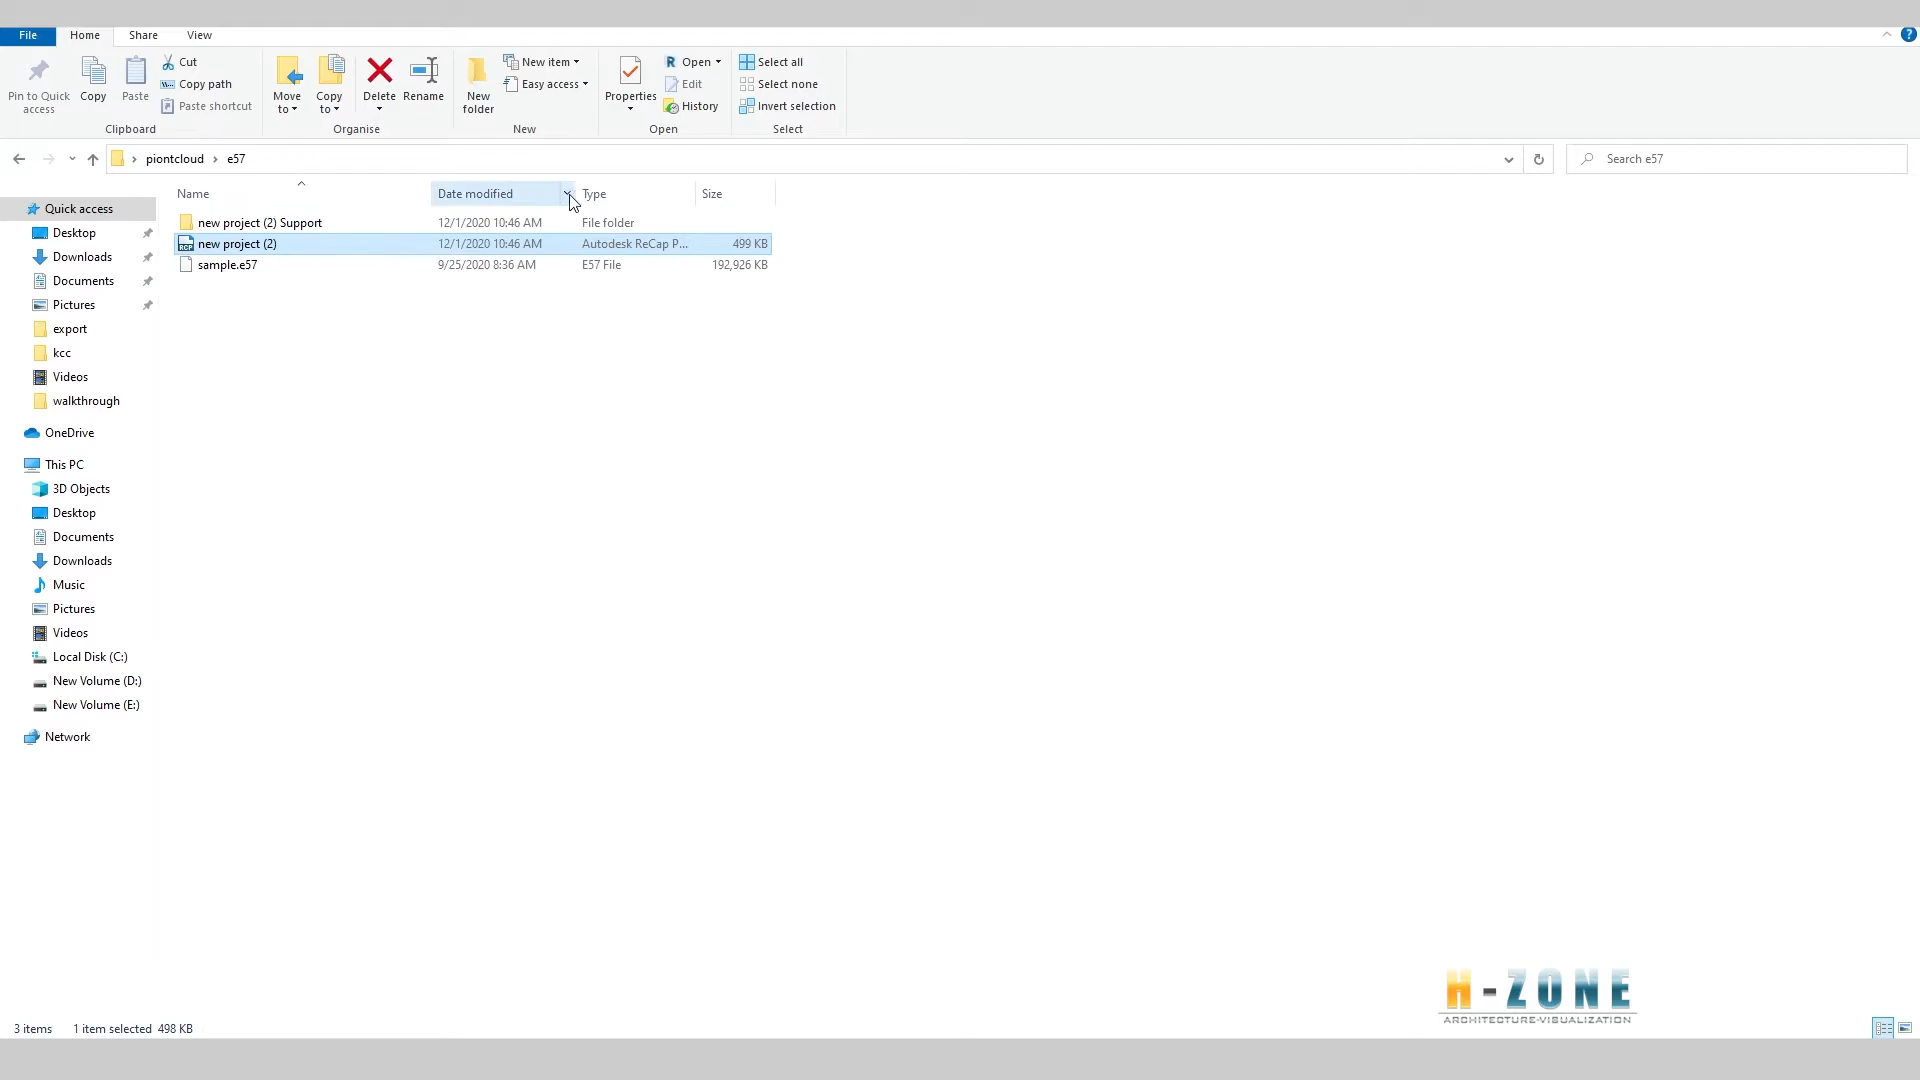 File Home Share View
Pin to Quick access
Copy
Paste
Cut
Copy path
Paste shortcut
Clipboard
Move to
Copy to
Delete
Rename
Organise
New folder
New item
Easy access
New
Properties
Open
Edit
History
Open
Select all
Select none
Invert selection
Select
piontcloud › e57
Search e57
Name Date modified Type Size
new project (2) Support 12/1/2020 10:46 AM File folder
new project (2) 12/1/2020 10:46 AM Autodesk ReCap P... 499 KB
sample.e57 9/25/2020 8:36 AM E57 File 192,926 KB
Quick access
Desktop
Downloads
Documents
Pictures
export
kcc
Videos
walkthrough
OneDrive
This PC
3D Objects
Desktop
Documents
Downloads
Music
Pictures
Videos
Local Disk (C:)
New Volume (D:)
New Volume (E:)
Network
H-ZONE
ARCHITECTURE-VISUALIZATION
3 items 1 item selected 498 KB